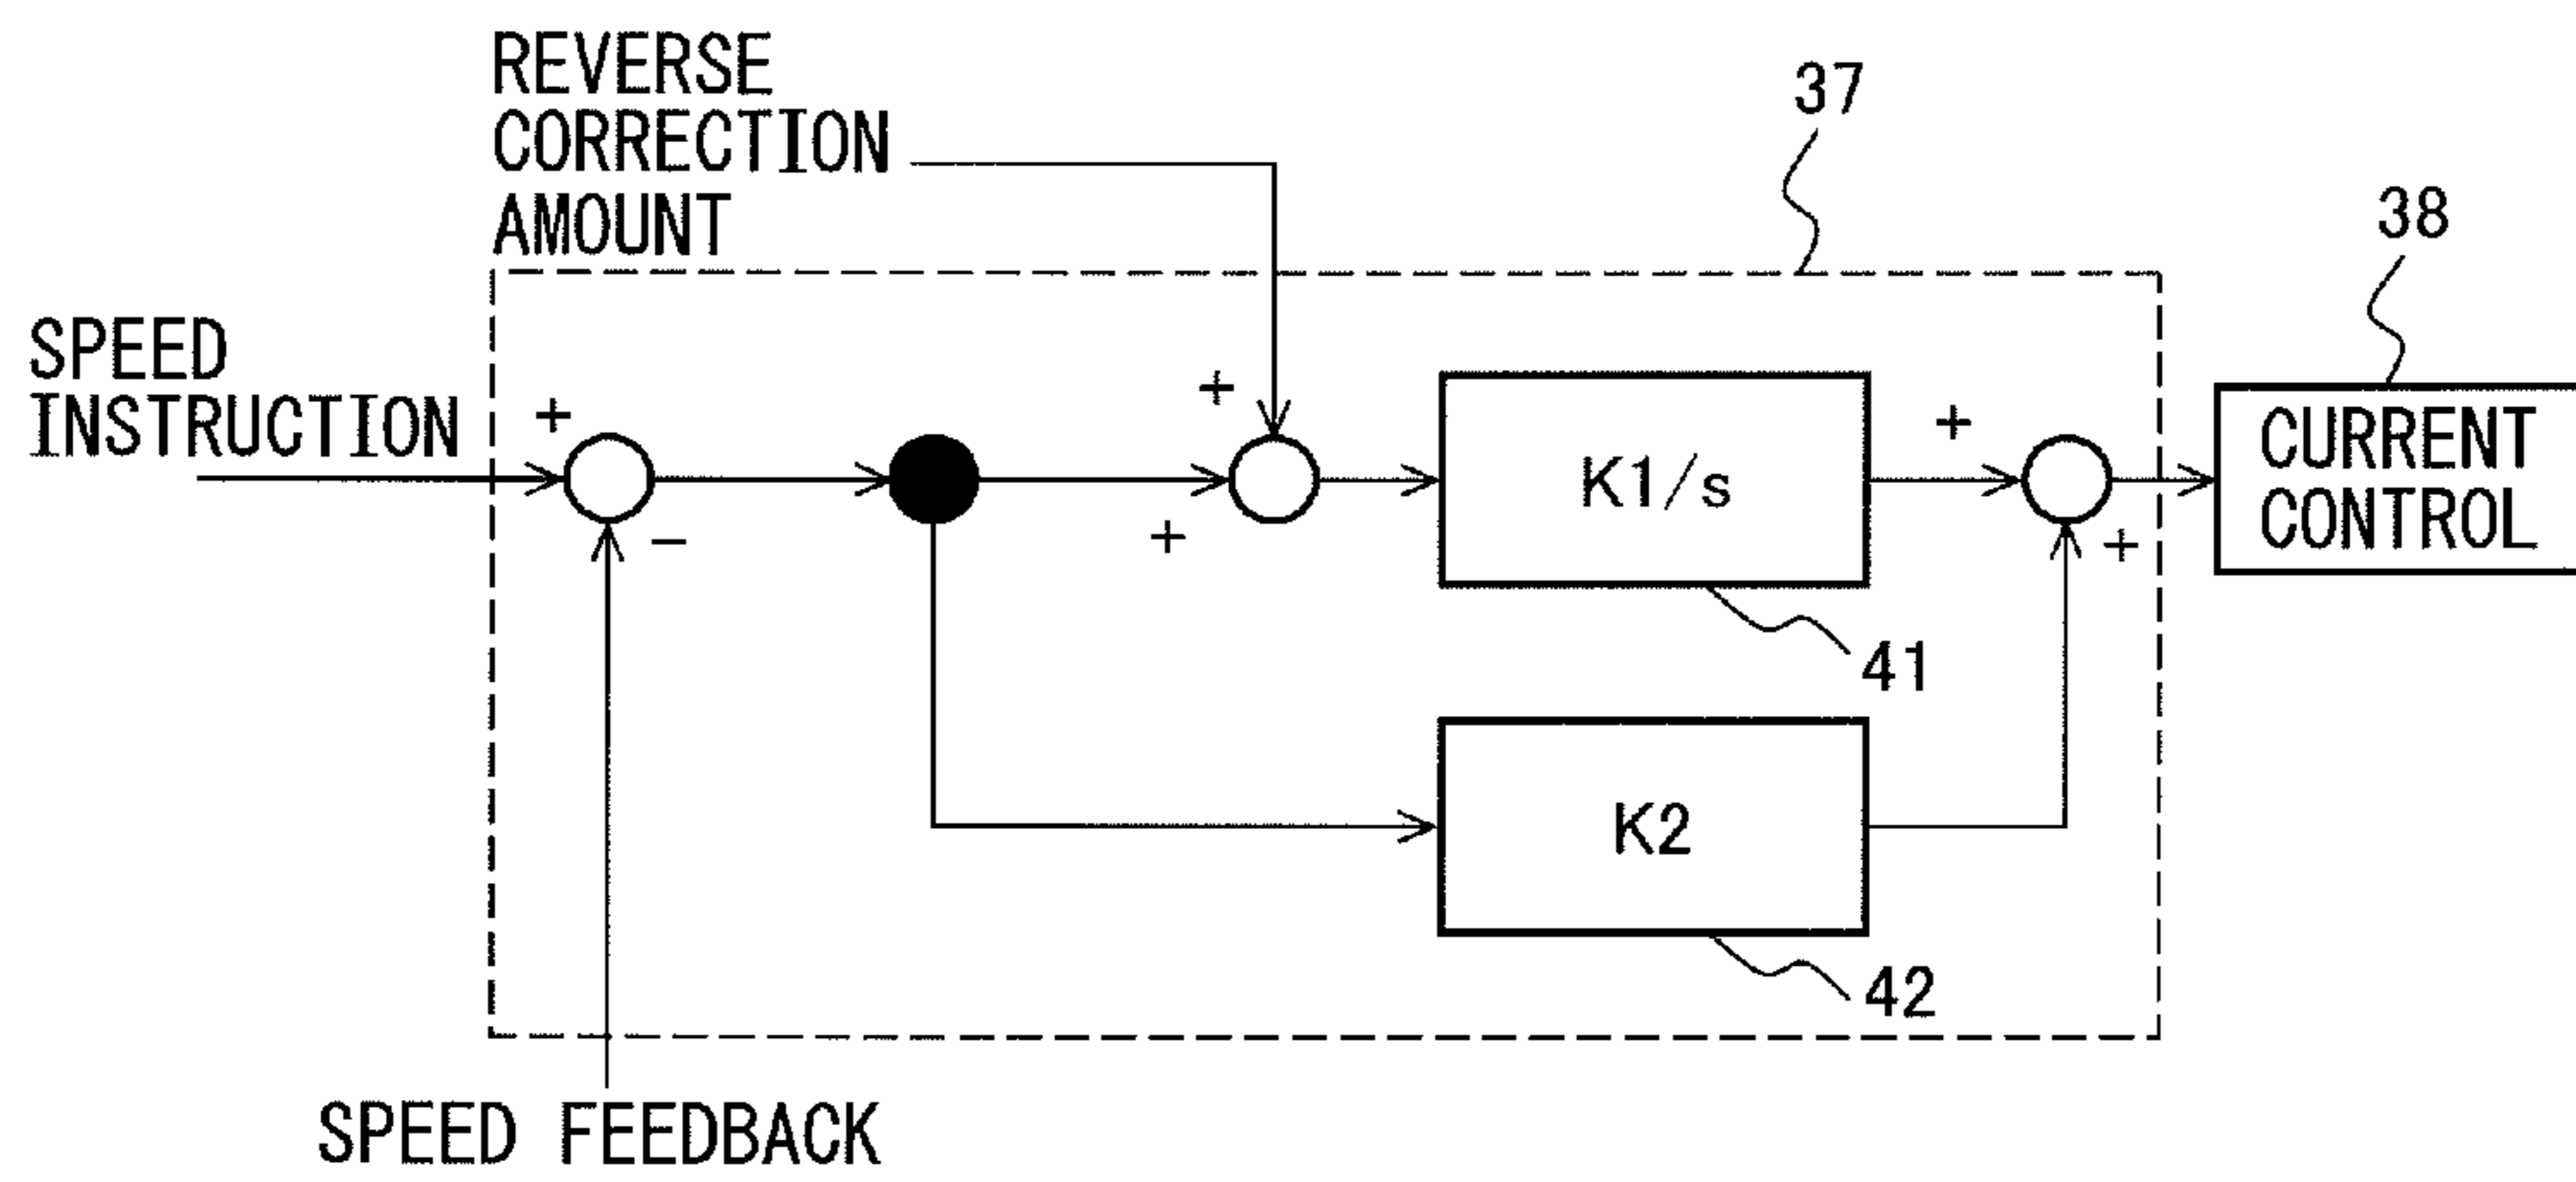 REVERSE
CORRECTION
AMOUNT
37
38
SPEED
INSTRUCTION
+
+
+
CURRENT
CONTROL
K1/s
−
+
+
41
K2
42
SPEED FEEDBACK